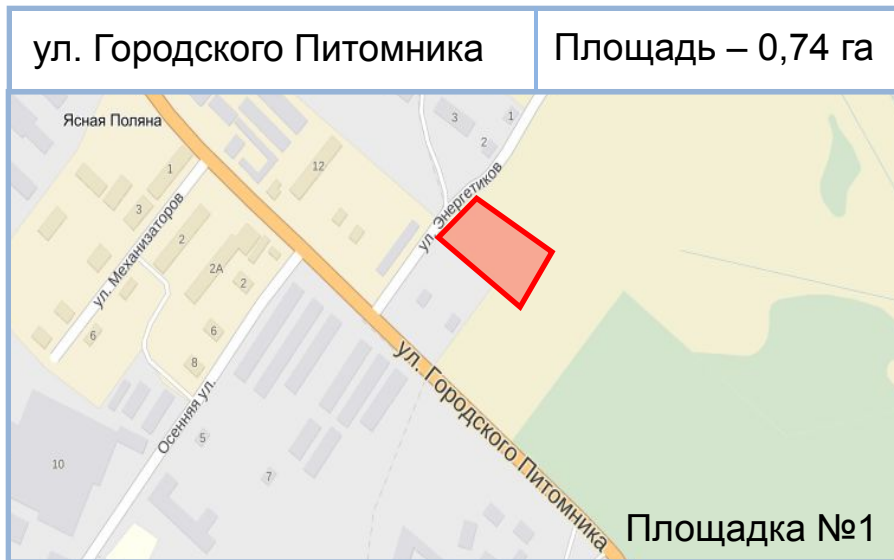 ул. Городского Питомника
Площадь – 0,74 га
Ясная Поляна
3
1
2
12
1
ул. Энергетиков
3
ул. Механизаторов
2
2А
2
6
6
8
ул. Городского Питомника
Осенняя ул.
5
10
7
Площадка №1